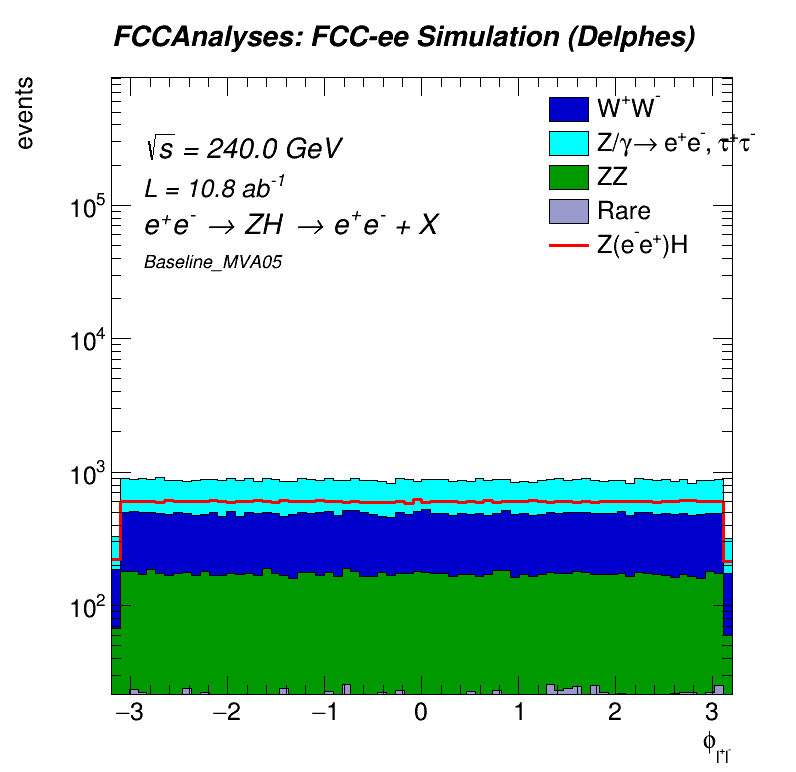 FCCAnalyses: FCC-ee Simulation (Delphes)
events
√s = 240.0 GeV
L = 10.8 ab⁻¹
e⁺e⁻ → ZH → e⁺e⁻ + X
Baseline_MVA05
W⁺W⁻
Z/γ→ e⁺e⁻, τ⁺τ⁻
ZZ
Rare
Z(e⁻e⁺)H
10⁵
10⁴
10³
10²
−3 −2 −1 0 1 2 3
ϕ_l⁺l⁻